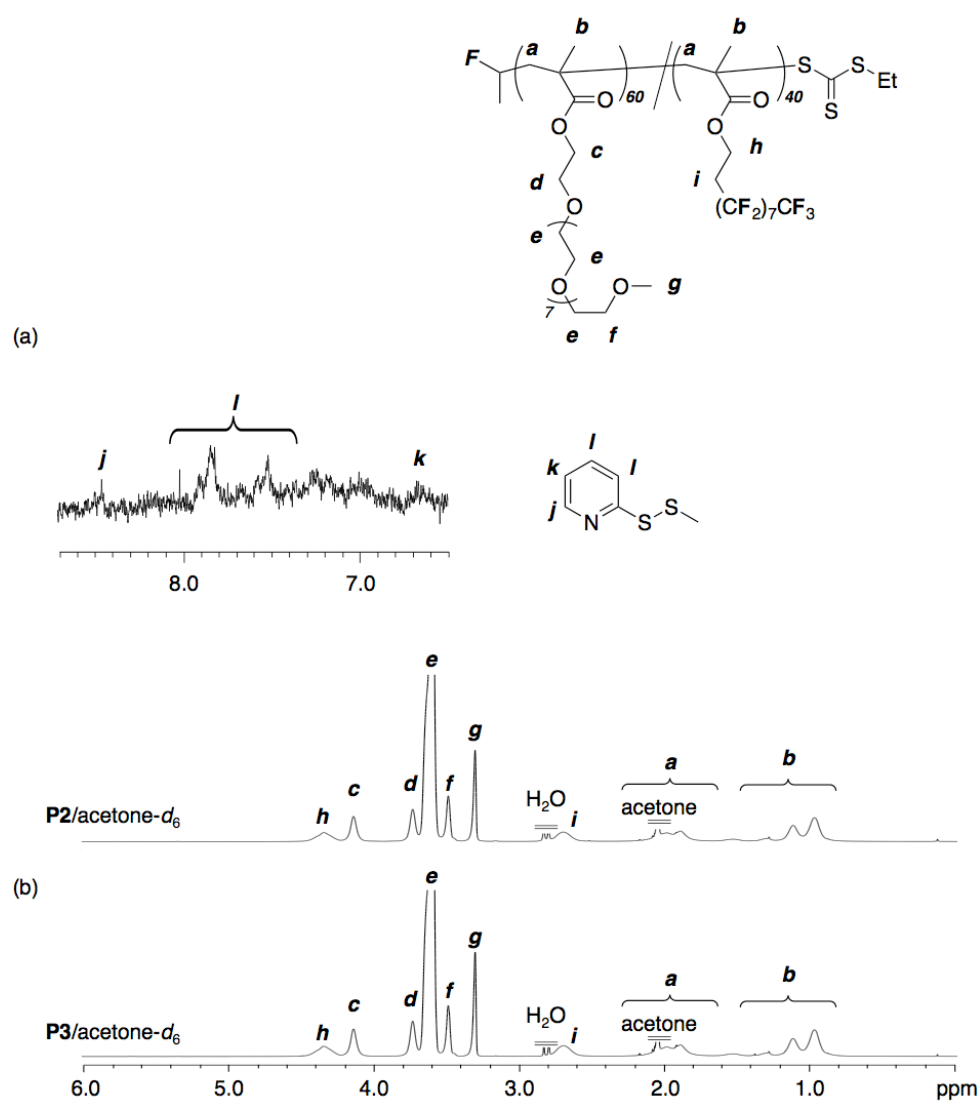 b
b
a
a
F
S
S
Et
O
60
O
40
S
O
O
c
h
d
i
O
(CF2)7CF3
e
e
O
O
g
7
e
f
(a)
l
j
k
l
k
l
j
N
S
S
8.0
7.0
e
g
c
d
f
b
a
H2O
acetone
h
i
P2/acetone-d6
(b)
e
g
c
d
f
b
a
H2O
acetone
h
i
P3/acetone-d6
6.0 5.0 4.0 3.0 2.0 1.0 ppm